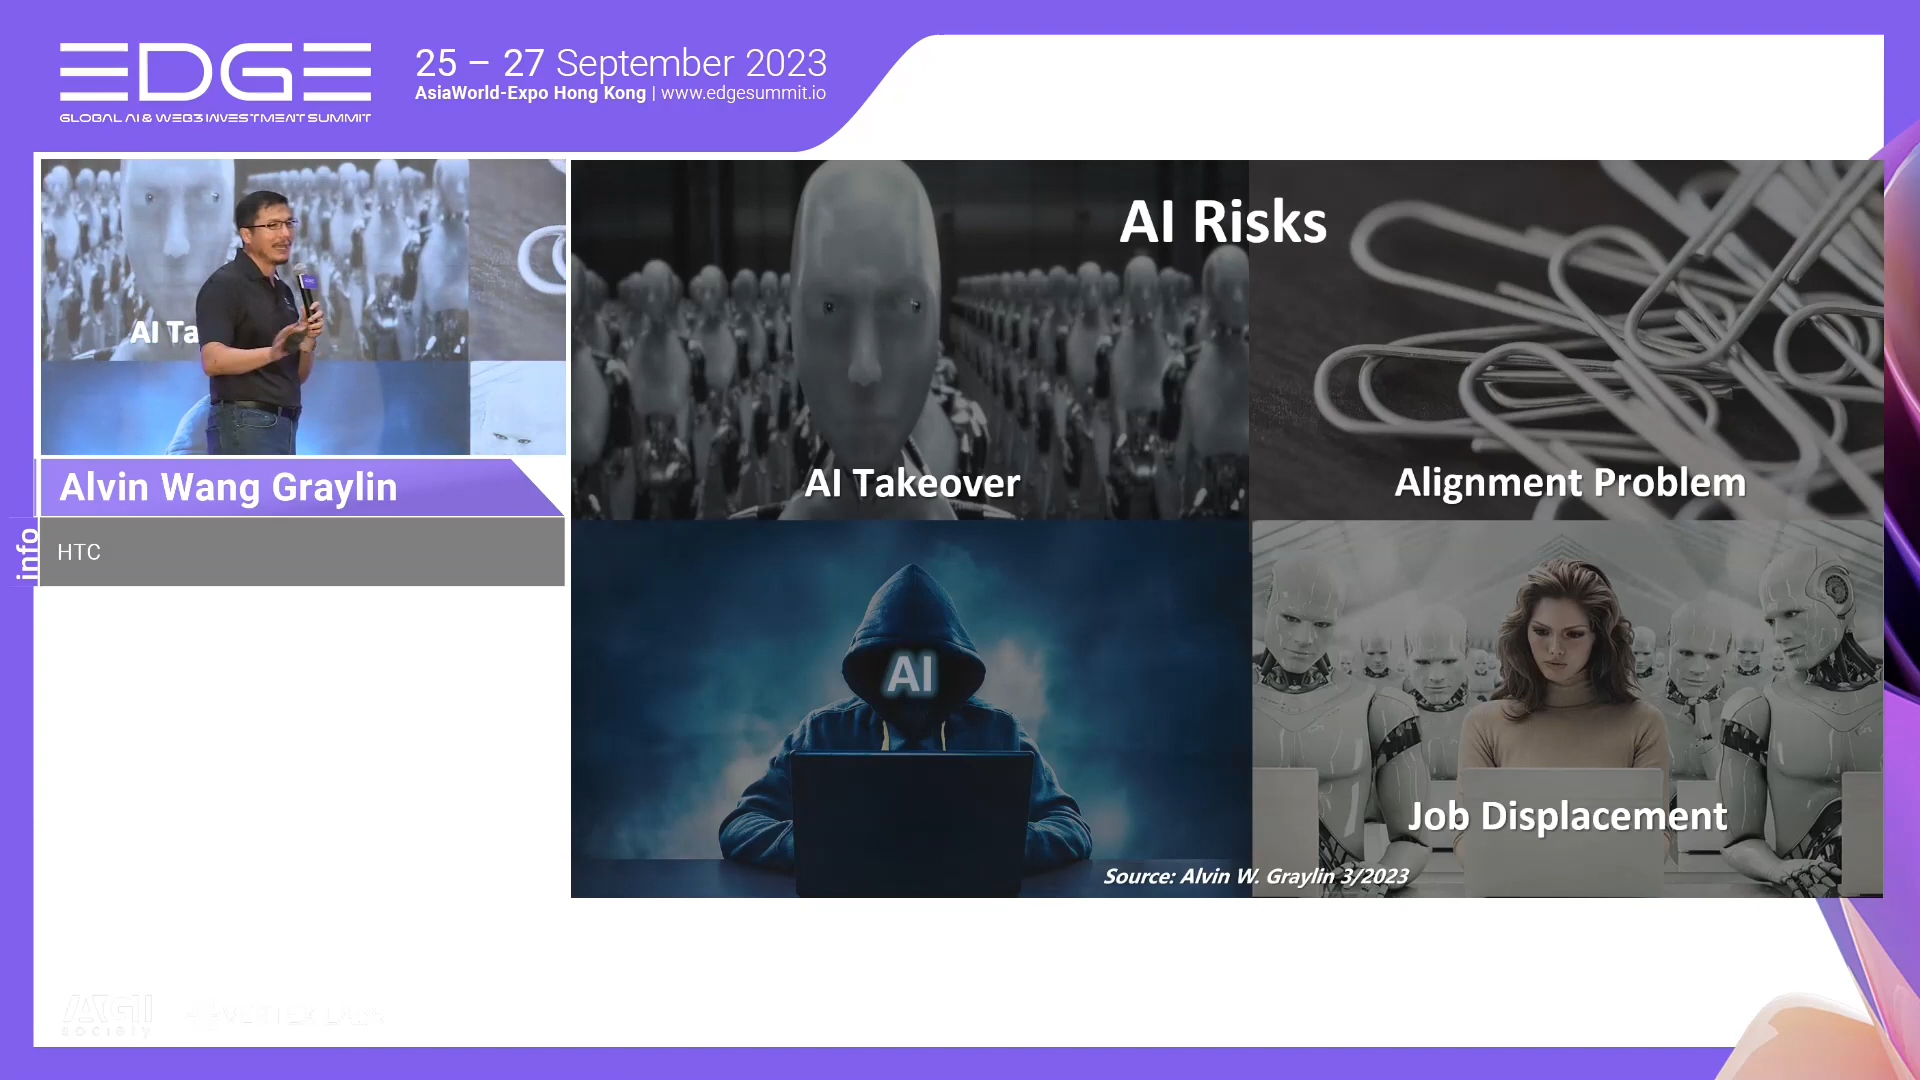 EDGE
GLOBAL AI & WEB3 INVESTMENT SUMMIT
25 – 27 September 2023
AsiaWorld-Expo Hong Kong | www.edgesummit.io
AI Ta
Alvin Wang Graylin
info
HTC
AI Risks
AI Takeover
Alignment Problem
AI
Job Displacement
Source: Alvin W. Graylin 3/2023
AGI
SOCIETY